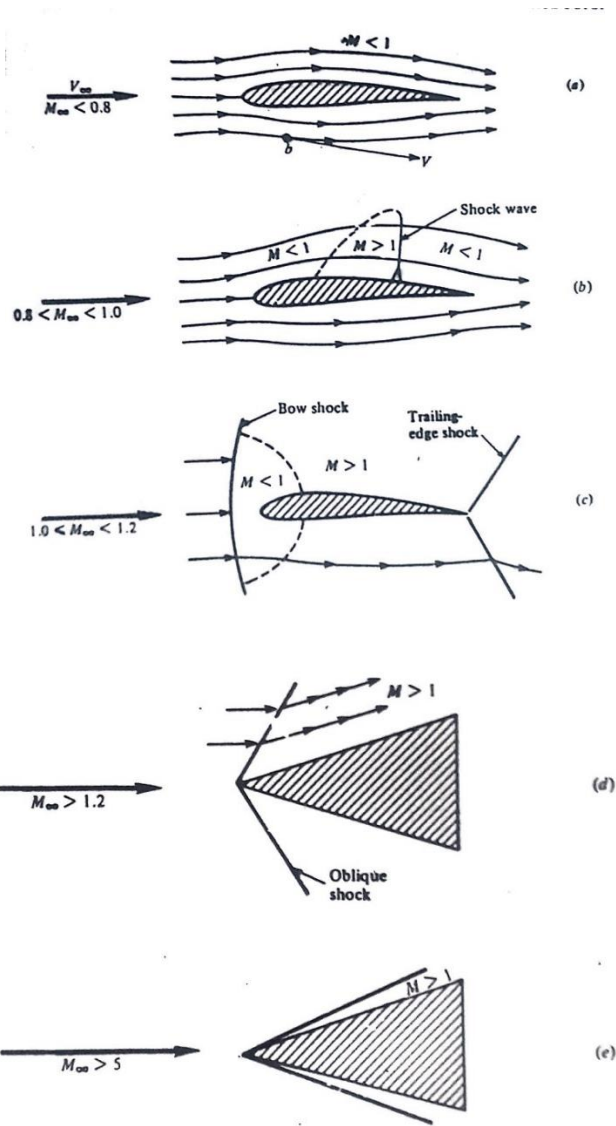 M < 1
V∞
M∞ < 0.8
(a)
b
V
Shock wave
M < 1
M > 1
M < 1
(b)
0.8 < M∞ < 1.0
Bow shock
Trailing-
edge shock
M < 1
M > 1
(c)
1.0 < M∞ < 1.2
M > 1
M∞ > 1.2
(d)
Oblique
shock
M > 1
M∞ > 5
(e)